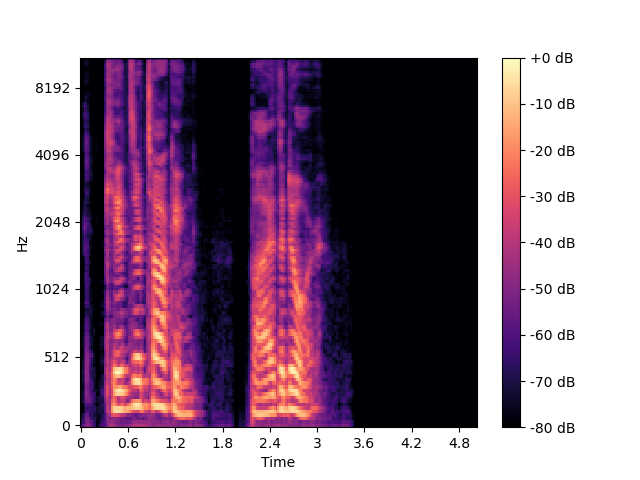 8192
4096
2048
1024
512
0
Hz
0 0.6 1.2 1.8 2.4 3 3.6 4.2 4.8
Time
+0 dB
-10 dB
-20 dB
-30 dB
-40 dB
-50 dB
-60 dB
-70 dB
-80 dB